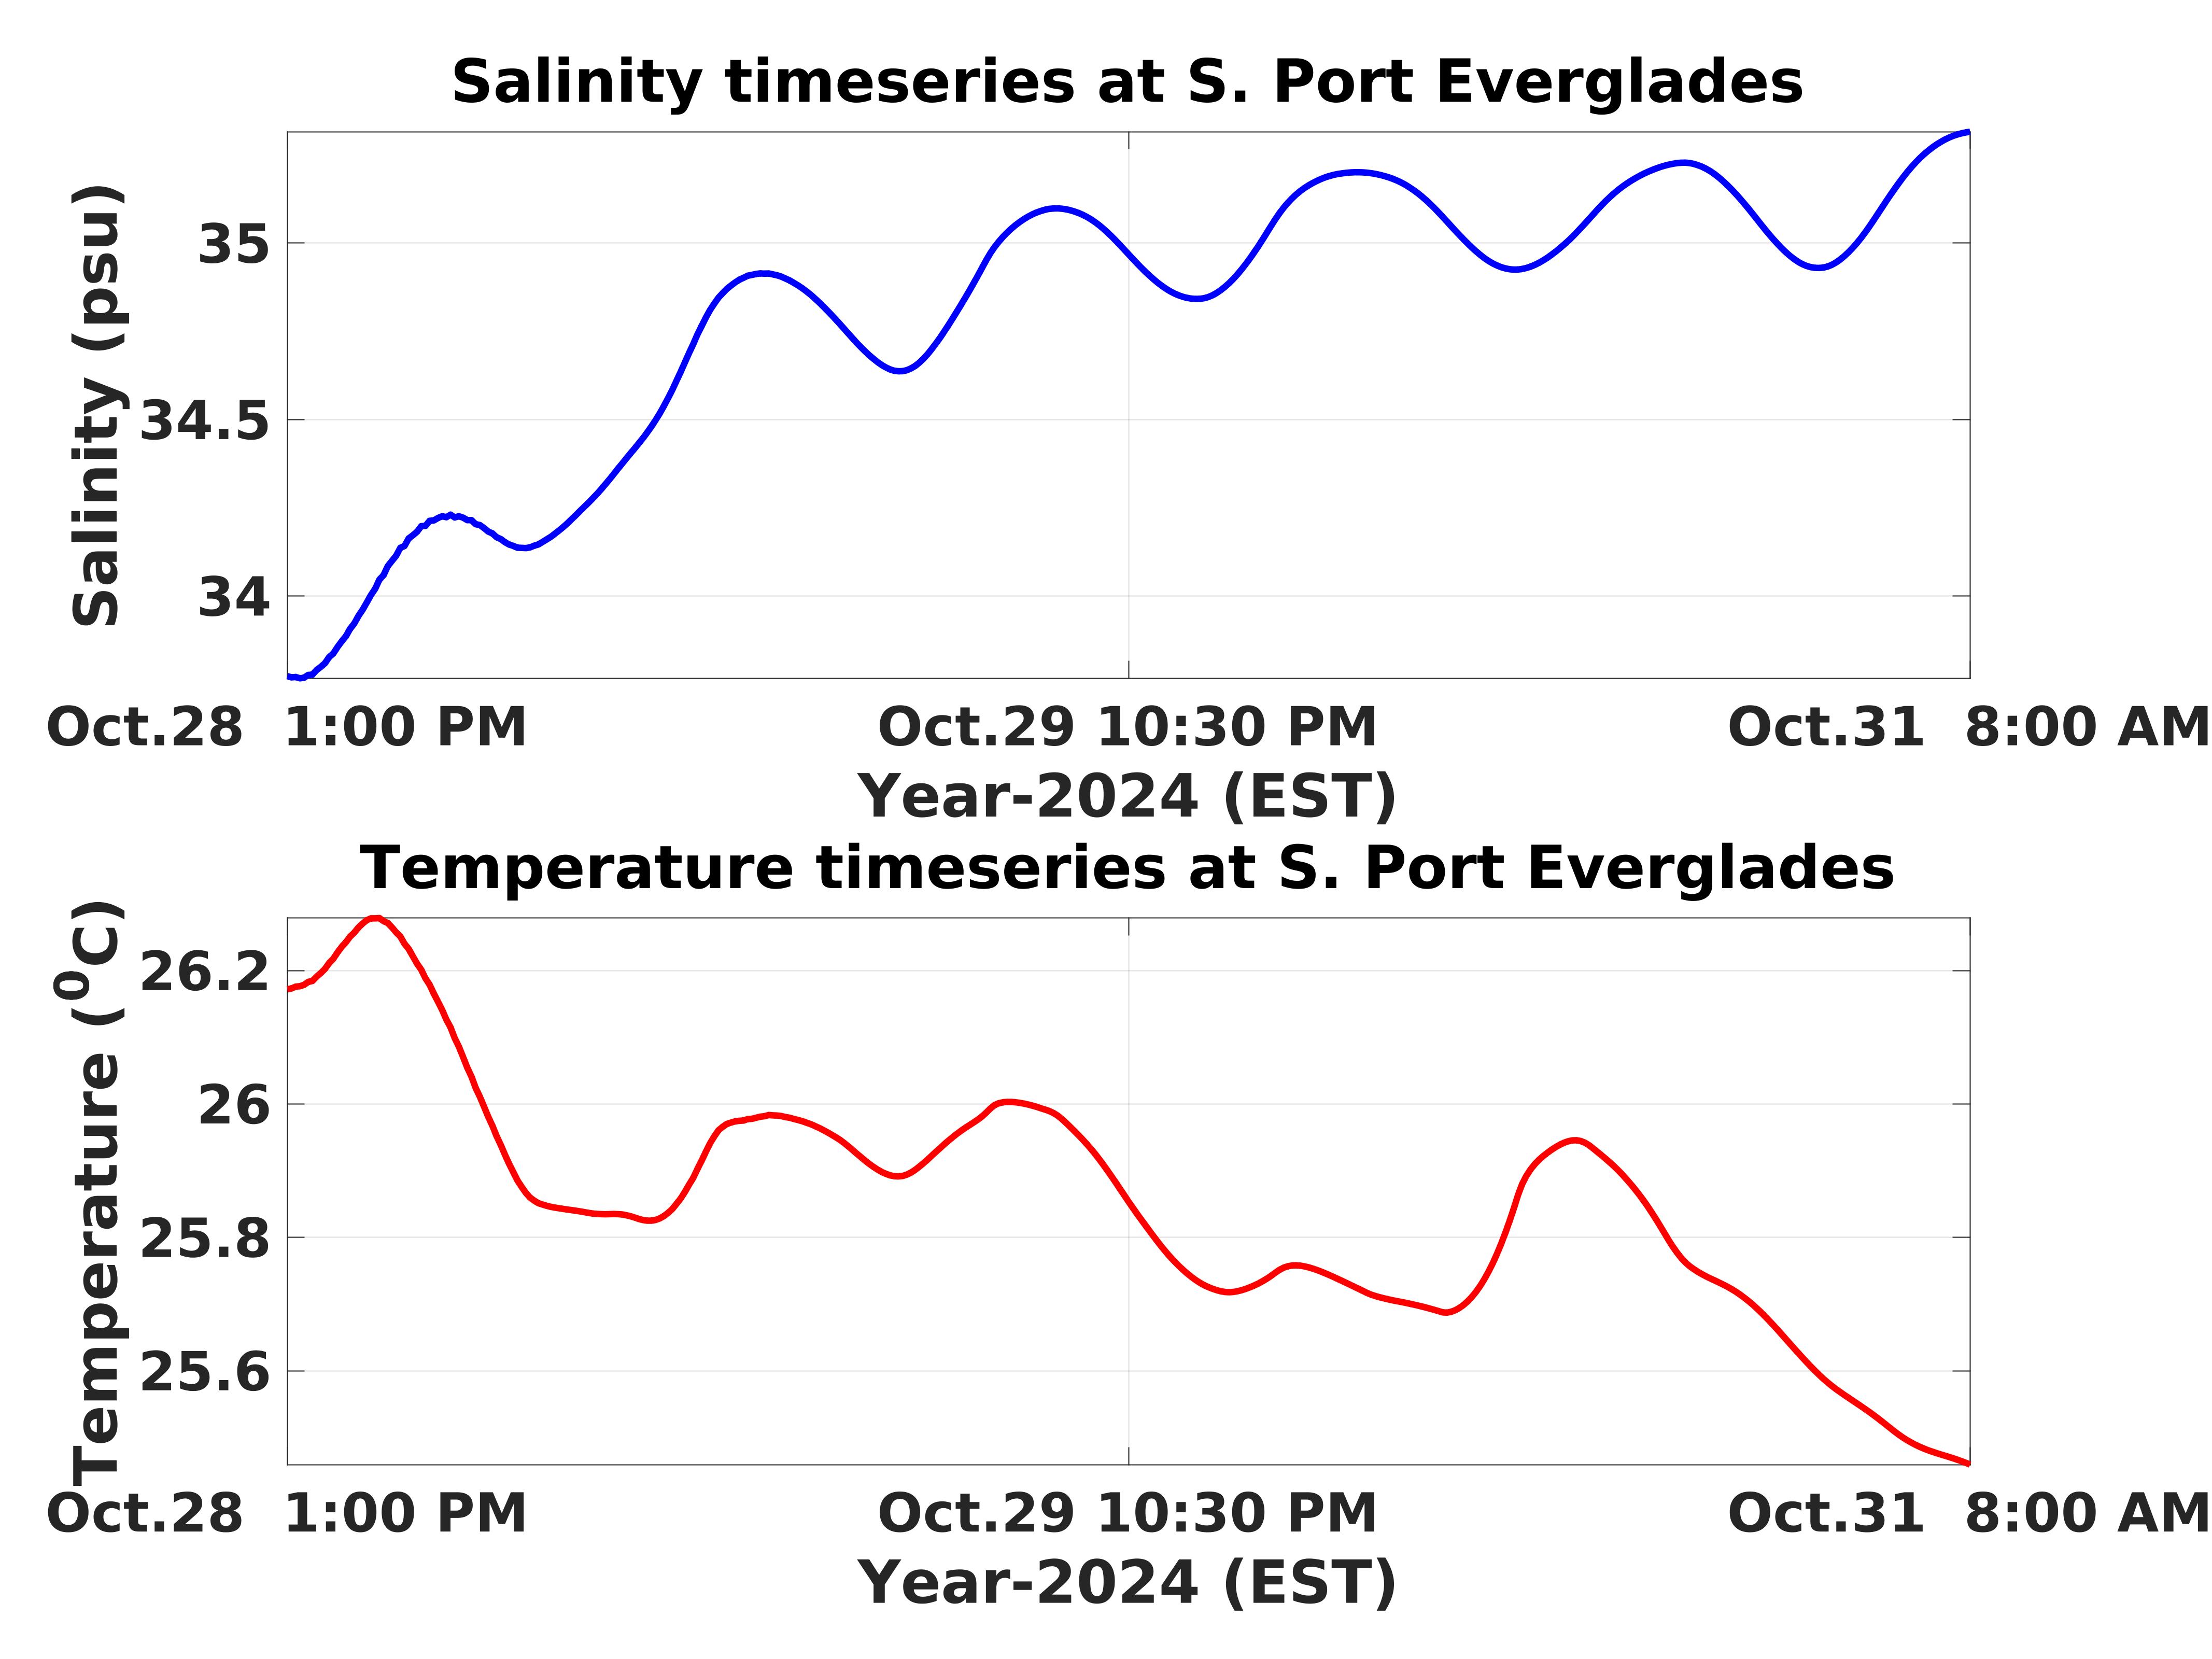 Salinity timeseries at S. Port Everglades
Salinity (psu)
35
34.5
34
Oct.28  1:00 PM
Oct.29 10:30 PM
Oct.31  8:00 AM
Year-2024 (EST)
Temperature timeseries at S. Port Everglades
Temperature (⁰C)
26.2
26
25.8
25.6
Oct.28  1:00 PM
Oct.29 10:30 PM
Oct.31  8:00 AM
Year-2024 (EST)